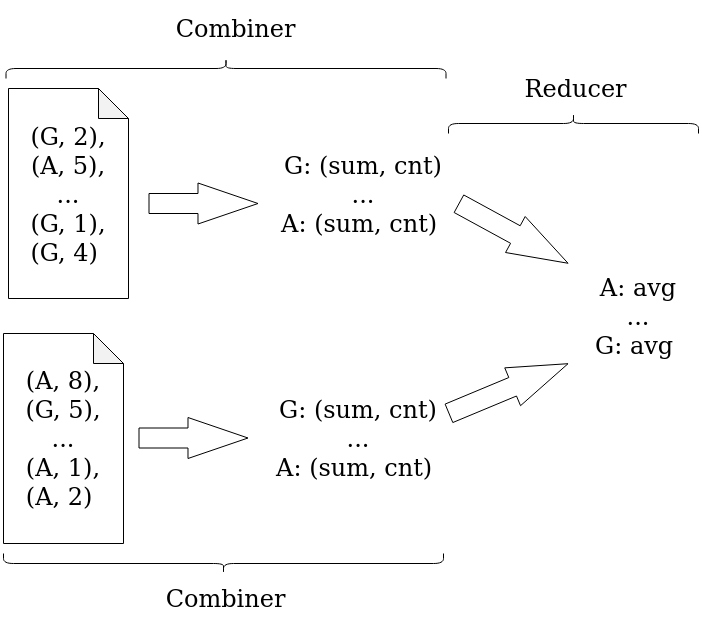 Combiner
Reducer
(G, 2),
(A, 5),
...
(G, 1),
(G, 4)
G: (sum, cnt)
...
A: (sum, cnt)
A: avg
...
G: avg
(A, 8),
(G, 5),
...
(A, 1),
(A, 2)
G: (sum, cnt)
...
A: (sum, cnt)
Combiner